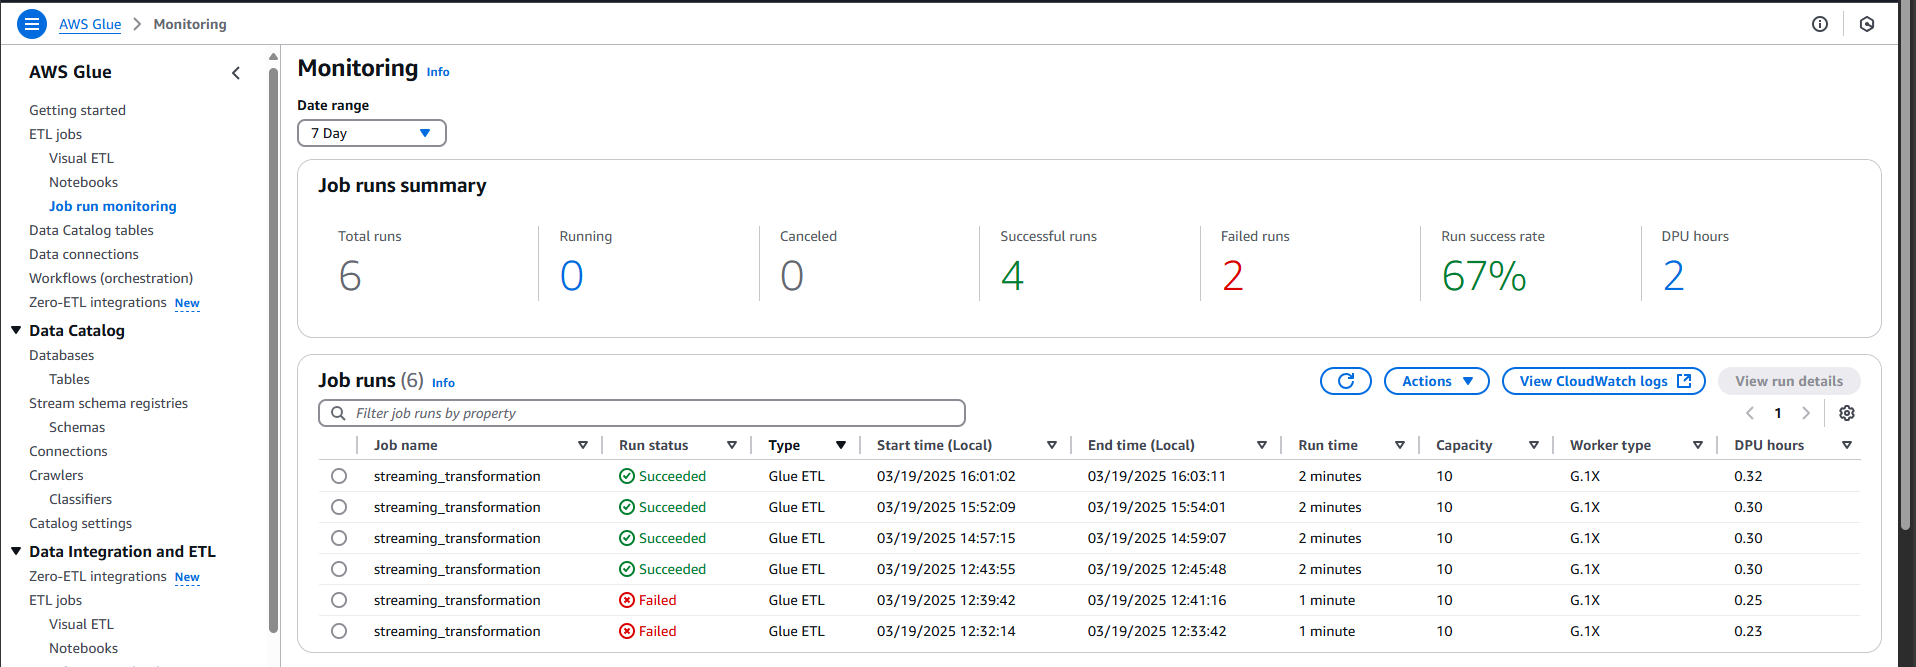 AWS Glue > Monitoring
AWS Glue
Getting started
ETL jobs
Visual ETL
Notebooks
Job run monitoring
Data Catalog tables
Data connections
Workflows (orchestration)
Zero-ETL integrations New
Data Catalog
Databases
Tables
Stream schema registries
Schemas
Connections
Crawlers
Classifiers
Catalog settings
Data Integration and ETL
Zero-ETL integrations New
ETL jobs
Visual ETL
Notebooks
Monitoring Info
Date range
7 Day
Job runs summary
Total runs Running Canceled Successful runs Failed runs Run success rate DPU hours
6 0 0 4 2 67% 2
Job runs (6) Info Actions View CloudWatch logs View run details
Filter job runs by property 1
Job name Run status Type Start time (Local) End time (Local) Run time Capacity Worker type DPU hours
streaming_transformation Succeeded Glue ETL 03/19/2025 16:01:02 03/19/2025 16:03:11 2 minutes 10 G.1X 0.32
streaming_transformation Succeeded Glue ETL 03/19/2025 15:52:09 03/19/2025 15:54:01 2 minutes 10 G.1X 0.30
streaming_transformation Succeeded Glue ETL 03/19/2025 14:57:15 03/19/2025 14:59:07 2 minutes 10 G.1X 0.30
streaming_transformation Succeeded Glue ETL 03/19/2025 12:43:55 03/19/2025 12:45:48 2 minutes 10 G.1X 0.30
streaming_transformation Failed Glue ETL 03/19/2025 12:39:42 03/19/2025 12:41:16 1 minute 10 G.1X 0.25
streaming_transformation Failed Glue ETL 03/19/2025 12:32:14 03/19/2025 12:33:42 1 minute 10 G.1X 0.23